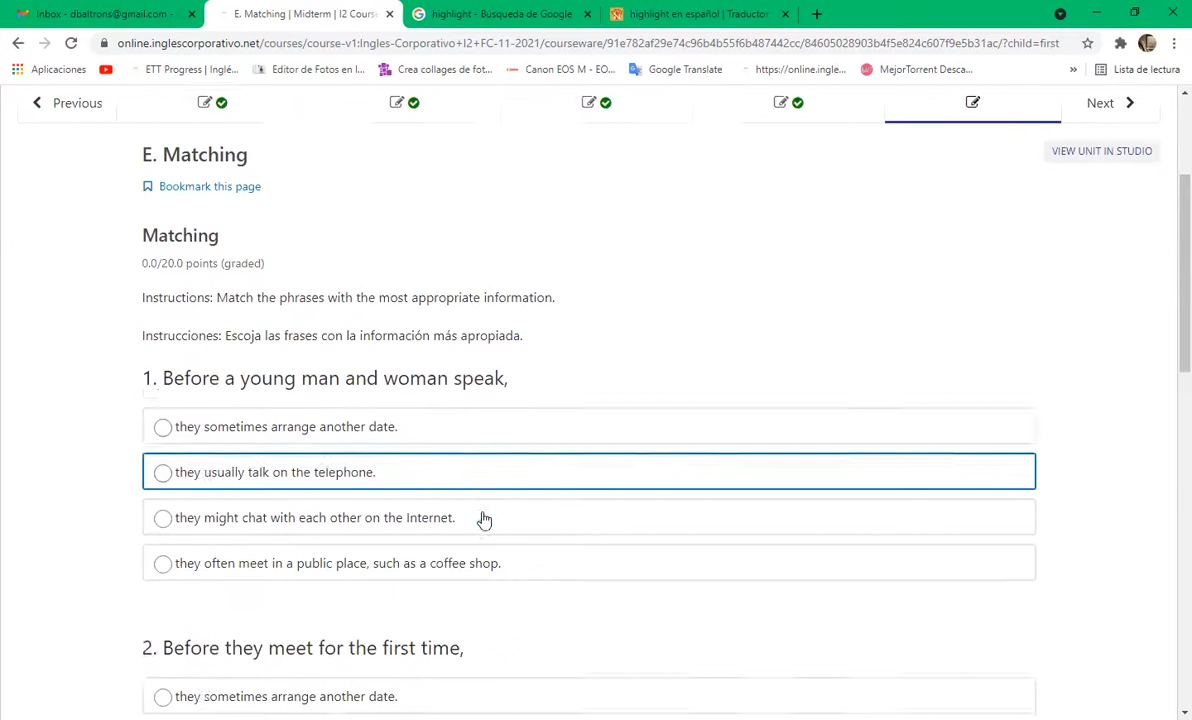 Inbox - dbaltrons@gmail.com -
E. Matching | Midterm | I2 Cours
highlight - Búsqueda de Google
highlight en español | Traductor
online.inglescorporativo.net/courses/course-v1:Ingles-Corporativo+I2+FC-11-2021/courseware/91e782af29e74c96b4b55f6b487442cc/84605028903b4f5e824c607f9e5b31ac/?child=first
Aplicaciones
ETT Progress | Inglé...
Editor de Fotos en l...
Crea collages de fot...
Canon EOS M - EO...
Google Translate
https://online.ingle...
MejorTorrent Desca...
»
Lista de lectura
Previous
Next
E. Matching
VIEW UNIT IN STUDIO
Bookmark this page
Matching
0.0/20.0 points (graded)
Instructions: Match the phrases with the most appropriate information.
Instrucciones: Escoja las frases con la información más apropiada.
1. Before a young man and woman speak,
they sometimes arrange another date.
they usually talk on the telephone.
they might chat with each other on the Internet.
they often meet in a public place, such as a coffee shop.
2. Before they meet for the first time,
they sometimes arrange another date.